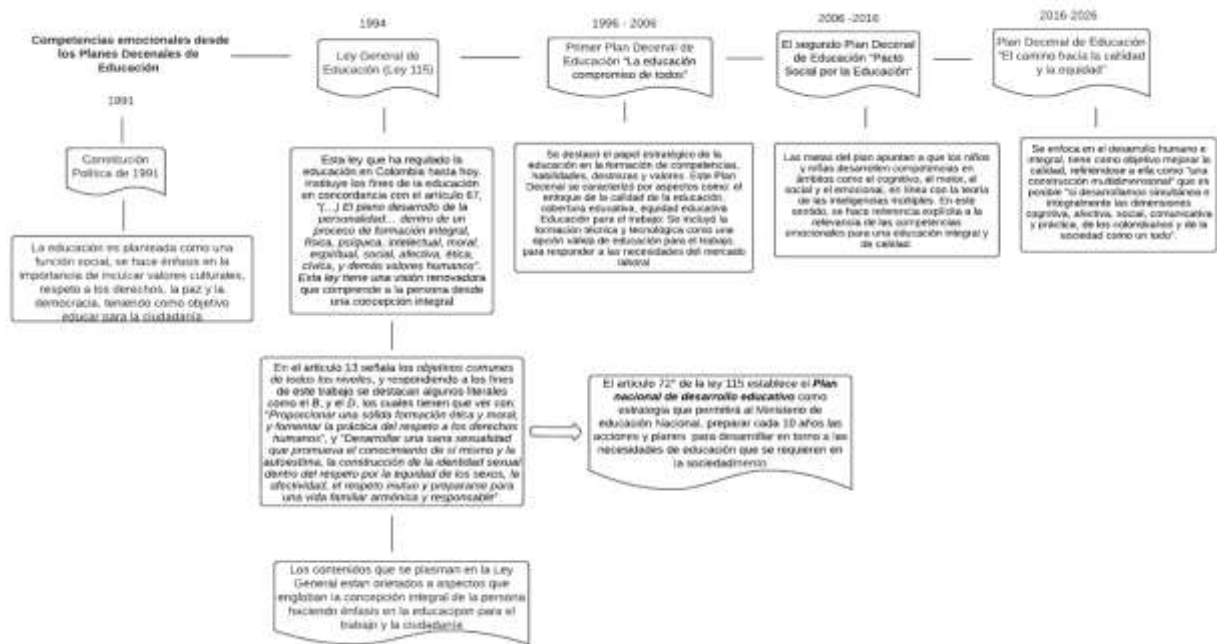 Competencias emocionales desde
los Planes Decenales de
Educación
1991
Constitución
Política de 1991
La educación es planteada como una
función social, se hace énfasis en la
importancia de inculcar valores culturales,
respeto a los derechos, la paz y la
democracia, teniendo como objetivo
educar para la ciudadanía
1994
Ley General de
Educación (Ley 115)
Esta ley que ha regulado la
educación en Colombia hasta hoy,
instituye los fines de la educación
en concordancia con el artículo 67,
"(...) El pleno desarrollo de la
personalidad... dentro de un
proceso de formación integral,
física, psíquica, intelectual, moral,
espiritual, social, afectiva, ética,
cívica, y demás valores humanos".
Esta ley tiene una visión renovadora
que comprende a la persona desde
una concepción integral
En el artículo 13 señala los objetivos comunes
de todos los niveles, y respondiendo a los fines
de este trabajo se destacan algunos literales
como el B, y el D, los cuales tienen que ver con:
"Proporcionar una sólida formación ética y moral,
y fomentar la práctica del respeto a los derechos
humanos", y "Desarrollar una sana sexualidad
que promueva el conocimiento de sí mismo y la
autoestima, la construcción de la identidad sexual
dentro del respeto por la equidad de los sexos, la
afectividad, el respeto mutuo y prepararse para
una vida familiar armónica y responsable"
Los contenidos que se plasman en la Ley
General estan orietados a aspectos que
engloban la concepción integral de la persona
haciendo énfasis en la educacipon para el
trabajo y la ciudadanía
El artículo 72° de la ley 115 establece el Plan
nacional de desarrollo educativo como
estrategia que permitirá al Ministerio de
educación Nacional, preparar cada 10 años las
acciones y planes para desarrollar en torno a las
necesidades de educación que se requieren en
la sociedadmento
1996 - 2006
Primer Plan Decenal de
Educación "La educación
compromiso de todos"
Se destacó el papel estratégico de la
educación en la formación de competencias,
habilidades, destrezas y valores. Este Plan
Decenal se caracterizó por aspectos como: el
enfoque de la calidad de la educación,
cobertura educativa, equidad educativa.
Educación para el trabajo: Se incluyó la
formación técnica y tecnológica como una
opción válida de educación para el trabajo,
para responder a las necesidades del mercado
laboral
2006 -2016
El segundo Plan Decenal
de Educación "Pacto
Social por la Educación"
Las metas del plan apuntan a que los niños
y niñas desarrollen competencias en
ámbitos como el cognitivo, el motor, el
social y el emocional, en línea con la teoría
de las inteligencias múltiples. En este
sentido, se hace referencia explícita a la
relevancia de las competencias
emocionales para una educación integral y
de calidad
2016-2026
Plan Decenal de Educación
"El camino hacia la calidad
y la equidad"
Se enfoca en el desarrollo humano e
integral, tiene como objetivo mejorar la
calidad, refiriéndose a ella como "una
construcción multidimensional" que es
posible "si desarrollamos simultánea e
integralmente las dimensiones
cognitiva, afectiva, social, comunicativa
y práctica, de los colombianos y de la
sociedad como un todo".